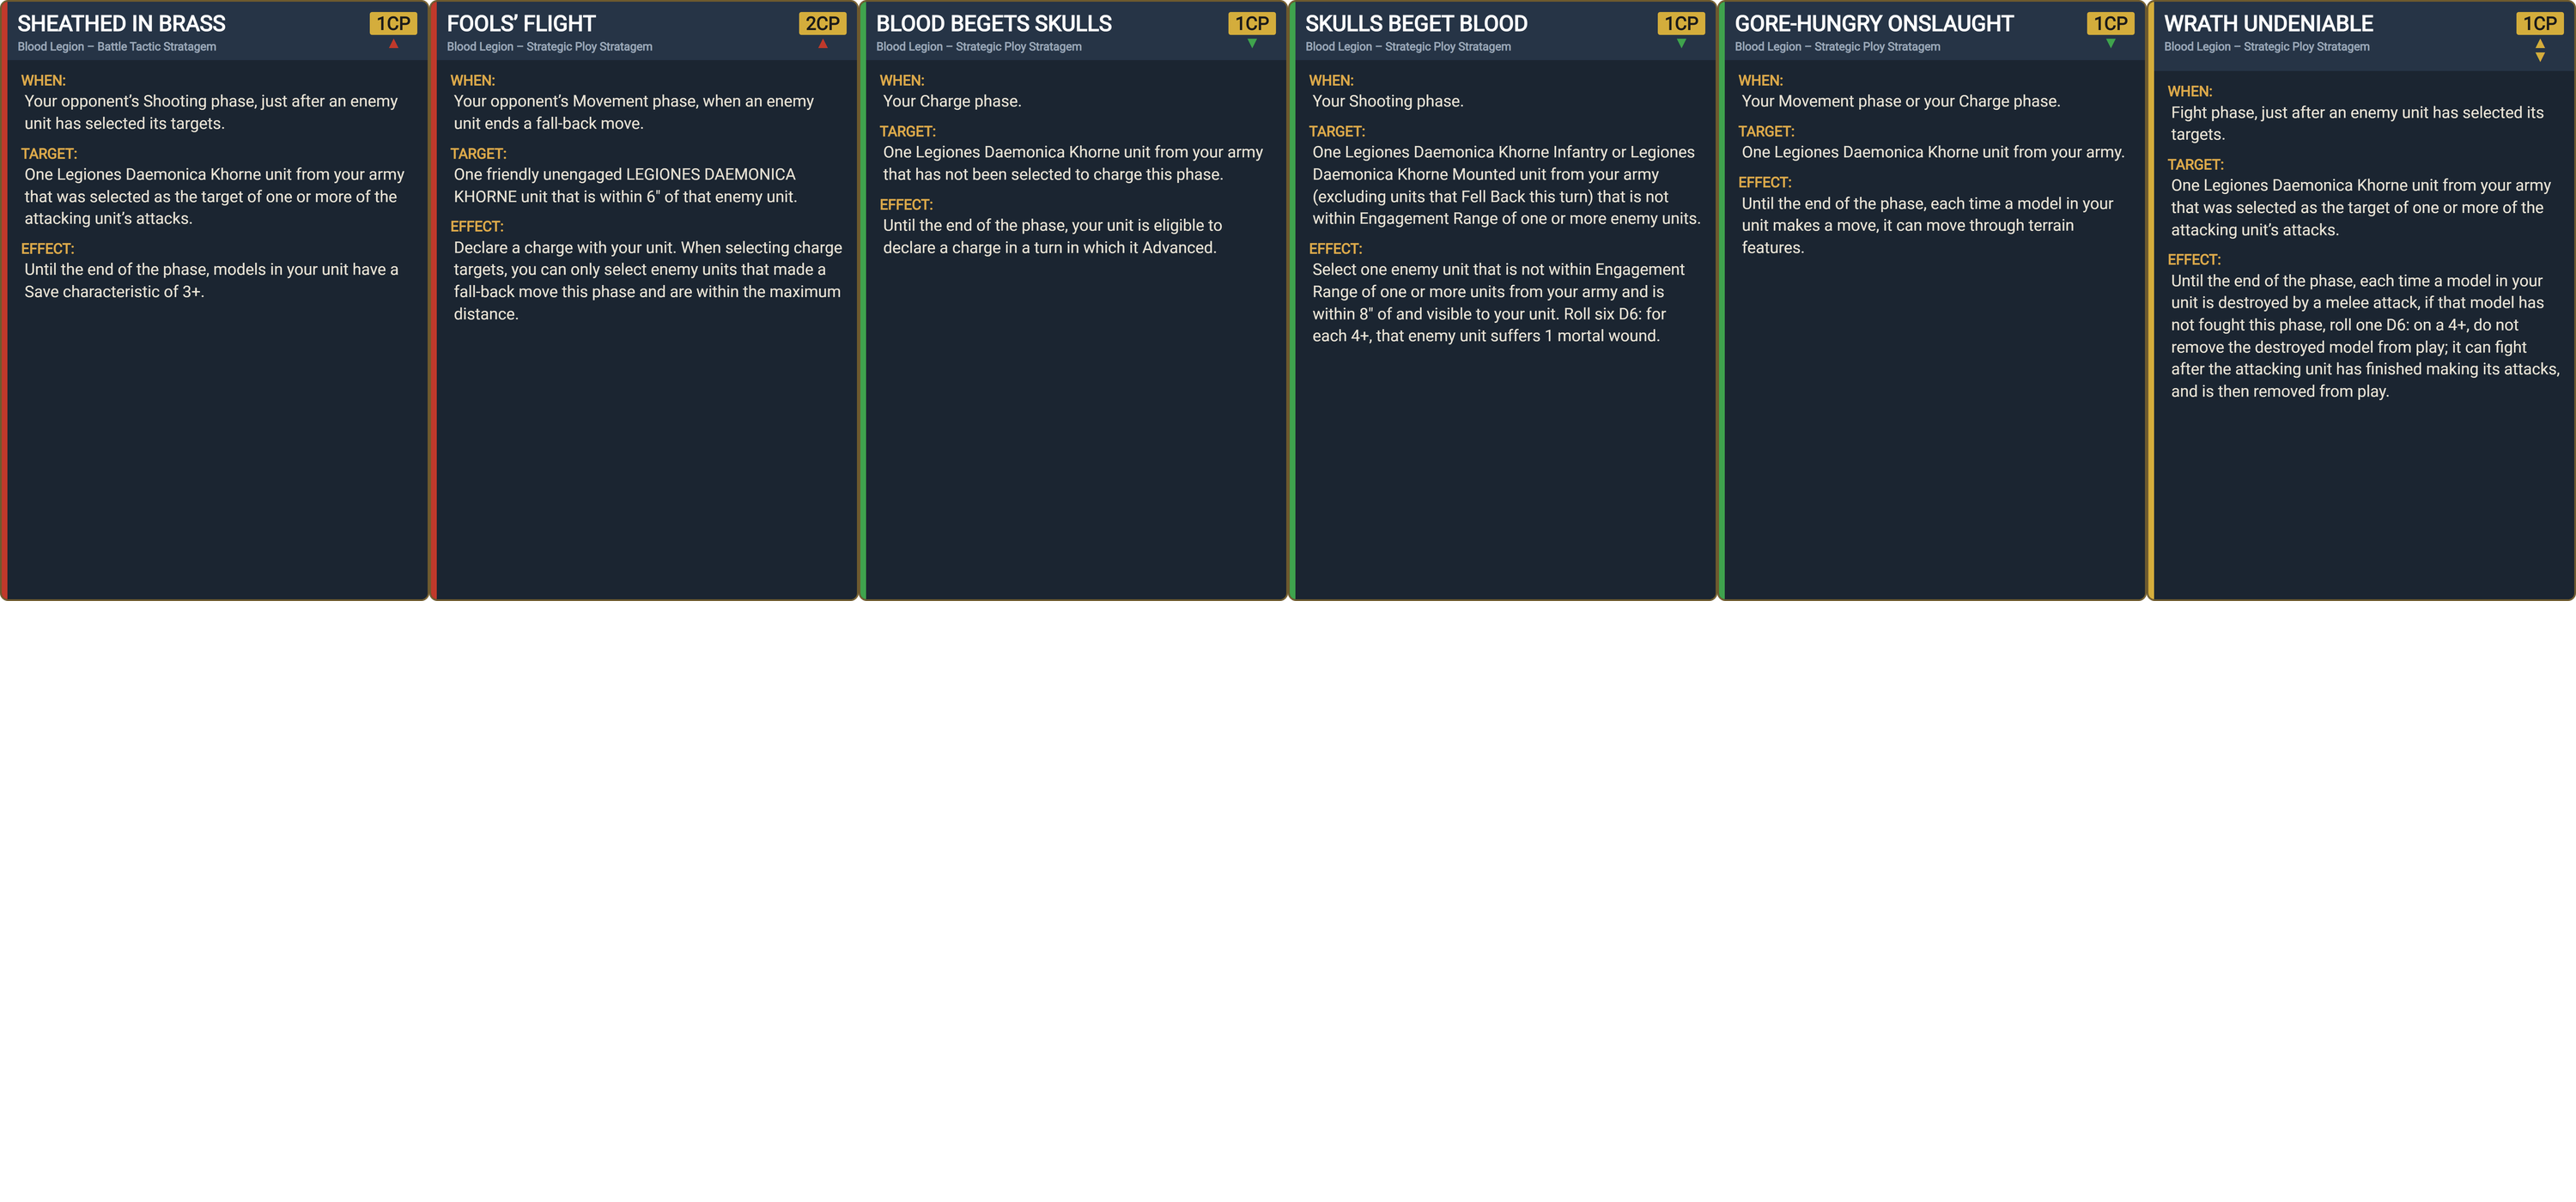 SHEATHED IN BRASS
1CP
Blood Legion – Battle Tactic Stratagem
WHEN:
Your opponent’s Shooting phase, just after an enemy
unit has selected its targets.
TARGET:
One Legiones Daemonica Khorne unit from your army
that was selected as the target of one or more of the
attacking unit’s attacks.
EFFECT:
Until the end of the phase, models in your unit have a
Save characteristic of 3+.
FOOLS’ FLIGHT
2CP
Blood Legion – Strategic Ploy Stratagem
WHEN:
Your opponent’s Movement phase, when an enemy
unit ends a fall-back move.
TARGET:
One friendly unengaged LEGIONES DAEMONICA
KHORNE unit that is within 6" of that enemy unit.
EFFECT:
Declare a charge with your unit. When selecting charge
targets, you can only select enemy units that made a
fall-back move this phase and are within the maximum
distance.
BLOOD BEGETS SKULLS
1CP
Blood Legion – Strategic Ploy Stratagem
WHEN:
Your Charge phase.
TARGET:
One Legiones Daemonica Khorne unit from your army
that has not been selected to charge this phase.
EFFECT:
Until the end of the phase, your unit is eligible to
declare a charge in a turn in which it Advanced.
SKULLS BEGET BLOOD
1CP
Blood Legion – Strategic Ploy Stratagem
WHEN:
Your Shooting phase.
TARGET:
One Legiones Daemonica Khorne Infantry or Legiones
Daemonica Khorne Mounted unit from your army
(excluding units that Fell Back this turn) that is not
within Engagement Range of one or more enemy units.
EFFECT:
Select one enemy unit that is not within Engagement
Range of one or more units from your army and is
within 8" of and visible to your unit. Roll six D6: for
each 4+, that enemy unit suffers 1 mortal wound.
GORE-HUNGRY ONSLAUGHT
1CP
Blood Legion – Strategic Ploy Stratagem
WHEN:
Your Movement phase or your Charge phase.
TARGET:
One Legiones Daemonica Khorne unit from your army.
EFFECT:
Until the end of the phase, each time a model in your
unit makes a move, it can move through terrain
features.
WRATH UNDENIABLE
1CP
Blood Legion – Strategic Ploy Stratagem
WHEN:
Fight phase, just after an enemy unit has selected its
targets.
TARGET:
One Legiones Daemonica Khorne unit from your army
that was selected as the target of one or more of the
attacking unit’s attacks.
EFFECT:
Until the end of the phase, each time a model in your
unit is destroyed by a melee attack, if that model has
not fought this phase, roll one D6: on a 4+, do not
remove the destroyed model from play; it can fight
after the attacking unit has finished making its attacks,
and is then removed from play.